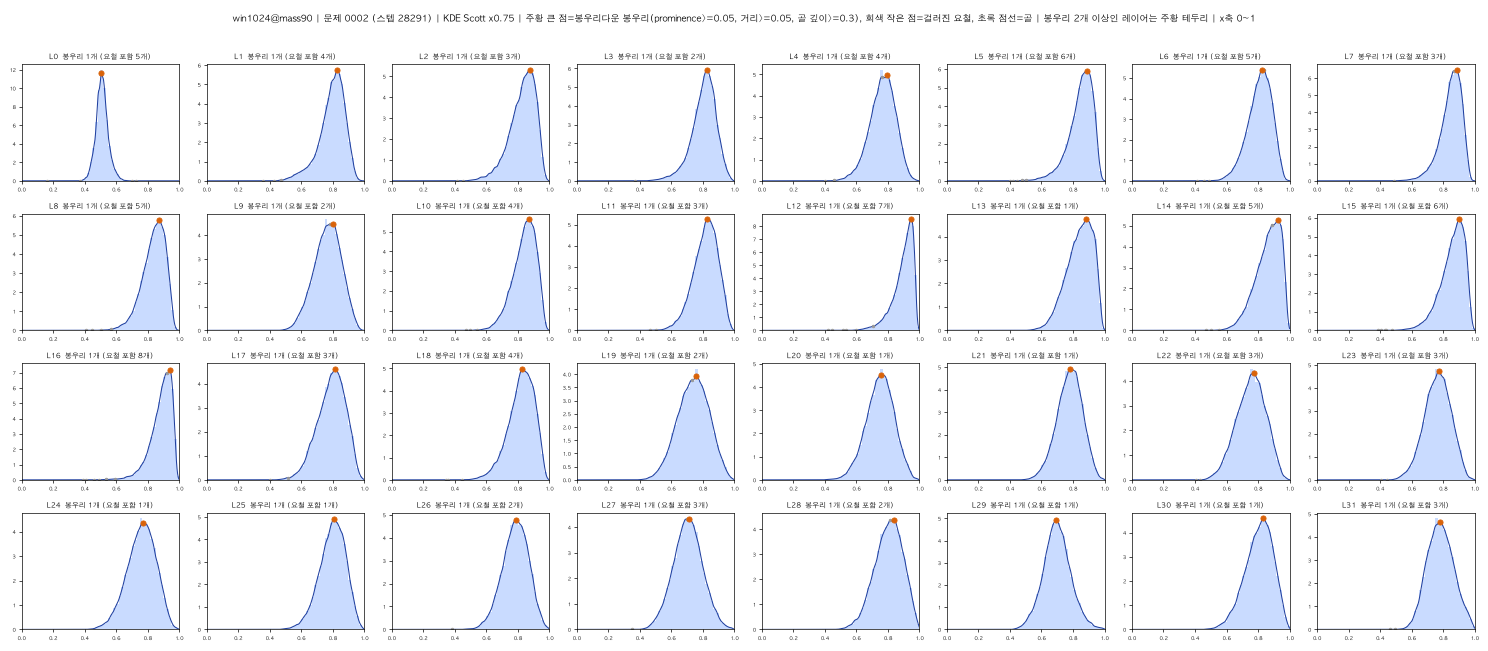 win1024@mass90 | 문제 0002 (스텝 28291) | KDE Scott x0.75 | 주황 큰 점=봉우리다운 봉우리(prominence>=0.05, 거리>=0.05, 골 깊이>=0.3), 회색 작은 점=걸러진 요철, 초록 점선=골 | 봉우리 2개 이상인 레이어는 주황 테두리 | x축 0~1
L0 봉우리 1개 (요철 포함 5개)
L1 봉우리 1개 (요철 포함 4개)
L2 봉우리 1개 (요철 포함 3개)
L3 봉우리 1개 (요철 포함 2개)
L4 봉우리 1개 (요철 포함 4개)
L5 봉우리 1개 (요철 포함 6개)
L6 봉우리 1개 (요철 포함 5개)
L7 봉우리 1개 (요철 포함 3개)
L8 봉우리 1개 (요철 포함 5개)
L9 봉우리 1개 (요철 포함 2개)
L10 봉우리 1개 (요철 포함 4개)
L11 봉우리 1개 (요철 포함 3개)
L12 봉우리 1개 (요철 포함 7개)
L13 봉우리 1개 (요철 포함 1개)
L14 봉우리 1개 (요철 포함 5개)
L15 봉우리 1개 (요철 포함 6개)
L16 봉우리 1개 (요철 포함 8개)
L17 봉우리 1개 (요철 포함 3개)
L18 봉우리 1개 (요철 포함 4개)
L19 봉우리 1개 (요철 포함 2개)
L20 봉우리 1개 (요철 포함 1개)
L21 봉우리 1개 (요철 포함 1개)
L22 봉우리 1개 (요철 포함 3개)
L23 봉우리 1개 (요철 포함 3개)
L24 봉우리 1개 (요철 포함 1개)
L25 봉우리 1개 (요철 포함 1개)
L26 봉우리 1개 (요철 포함 2개)
L27 봉우리 1개 (요철 포함 3개)
L28 봉우리 1개 (요철 포함 2개)
L29 봉우리 1개 (요철 포함 1개)
L30 봉우리 1개 (요철 포함 1개)
L31 봉우리 1개 (요철 포함 3개)